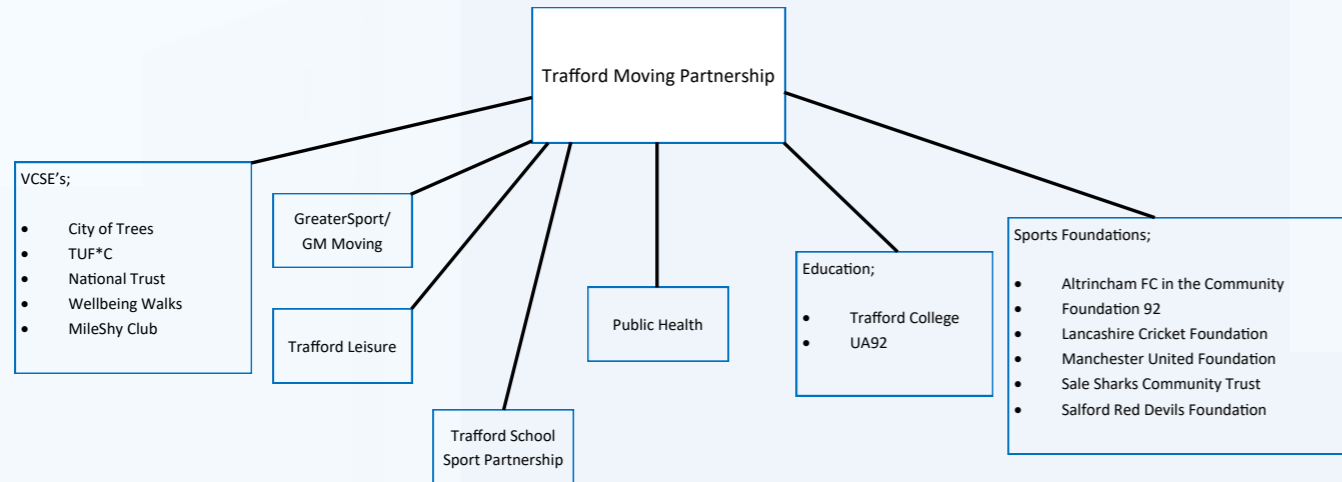 Trafford Moving Partnership
VCSE’s;
• City of Trees
• TUF*C
• National Trust
• Wellbeing Walks
• MileShy Club
GreaterSport/
GM Moving
Trafford Leisure
Trafford School
Sport Partnership
Public Health
Education;
• Trafford College
• UA92
Sports Foundations;
• Altrincham FC in the Community
• Foundation 92
• Lancashire Cricket Foundation
• Manchester United Foundation
• Sale Sharks Community Trust
• Salford Red Devils Foundation